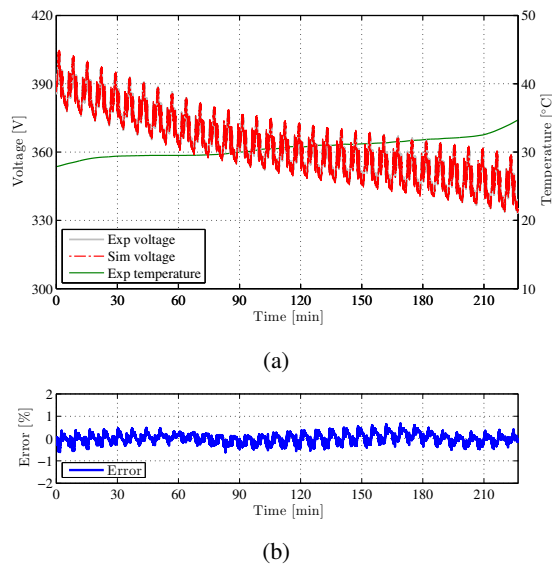 420
390
360
330
300
Voltage [V]
50
40
30
20
10
Temperature [°C]
Exp voltage
Sim voltage
Exp temperature
0 30 60 90 120 150 180 210
Time [min]
(a)
2
1
0
−1
−2
Error [%]
Error
0 30 60 90 120 150 180 210
Time [min]
(b)